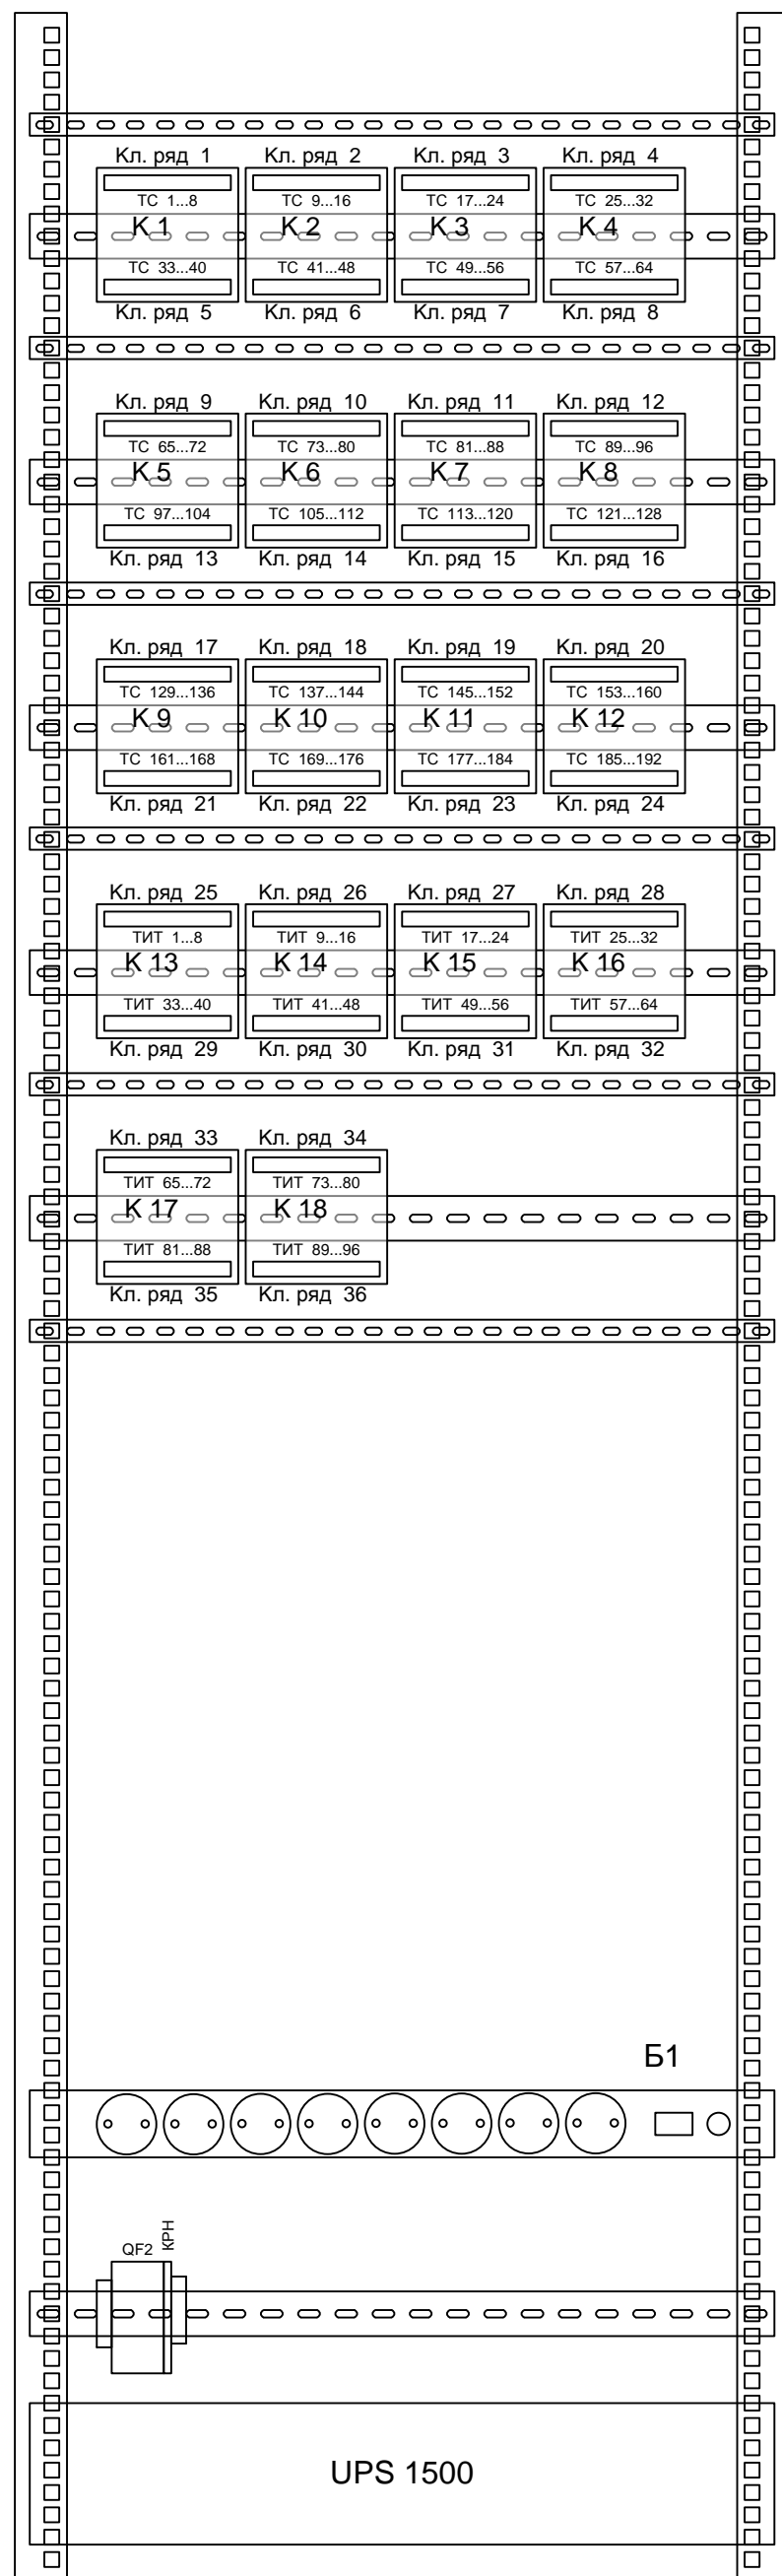 Кл. ряд 1 Кл. ряд 2 Кл. ряд 3 Кл. ряд 4
ТС 1...8 ТС 9...16 ТС 17...24 ТС 25...32
К 1 К 2 К 3 К 4
ТС 33...40 ТС 41...48 ТС 49...56 ТС 57...64
Кл. ряд 5 Кл. ряд 6 Кл. ряд 7 Кл. ряд 8
Кл. ряд 9 Кл. ряд 10 Кл. ряд 11 Кл. ряд 12
ТС 65...72 ТС 73...80 ТС 81...88 ТС 89...96
К 5 К 6 К 7 К 8
ТС 97...104 ТС 105...112 ТС 113...120 ТС 121...128
Кл. ряд 13 Кл. ряд 14 Кл. ряд 15 Кл. ряд 16
Кл. ряд 17 Кл. ряд 18 Кл. ряд 19 Кл. ряд 20
ТС 129...136 ТС 137...144 ТС 145...152 ТС 153...160
К 9 К 10 К 11 К 12
ТС 161...168 ТС 169...176 ТС 177...184 ТС 185...192
Кл. ряд 21 Кл. ряд 22 Кл. ряд 23 Кл. ряд 24
Кл. ряд 25 Кл. ряд 26 Кл. ряд 27 Кл. ряд 28
ТИТ 1...8 ТИТ 9...16 ТИТ 17...24 ТИТ 25...32
К 13 К 14 К 15 К 16
ТИТ 33...40 ТИТ 41...48 ТИТ 49...56 ТИТ 57...64
Кл. ряд 29 Кл. ряд 30 Кл. ряд 31 Кл. ряд 32
Кл. ряд 33 Кл. ряд 34
ТИТ 65...72 ТИТ 73...80
К 17 К 18
ТИТ 81...88 ТИТ 89...96
Кл. ряд 35 Кл. ряд 36
Б1
QF2 КРН
UPS 1500